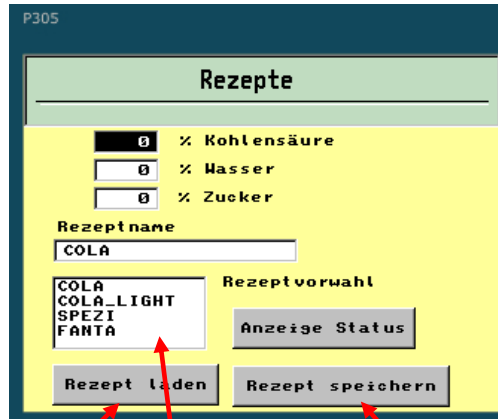 P305
Rezepte
0 % Kohlensäure
0 % Wasser
0 % Zucker
Rezeptname
COLA
COLA
COLA_LIGHT
SPEZI
FANTA
Rezeptvorwahl
Anzeige Status
Rezept laden
Rezept speichern